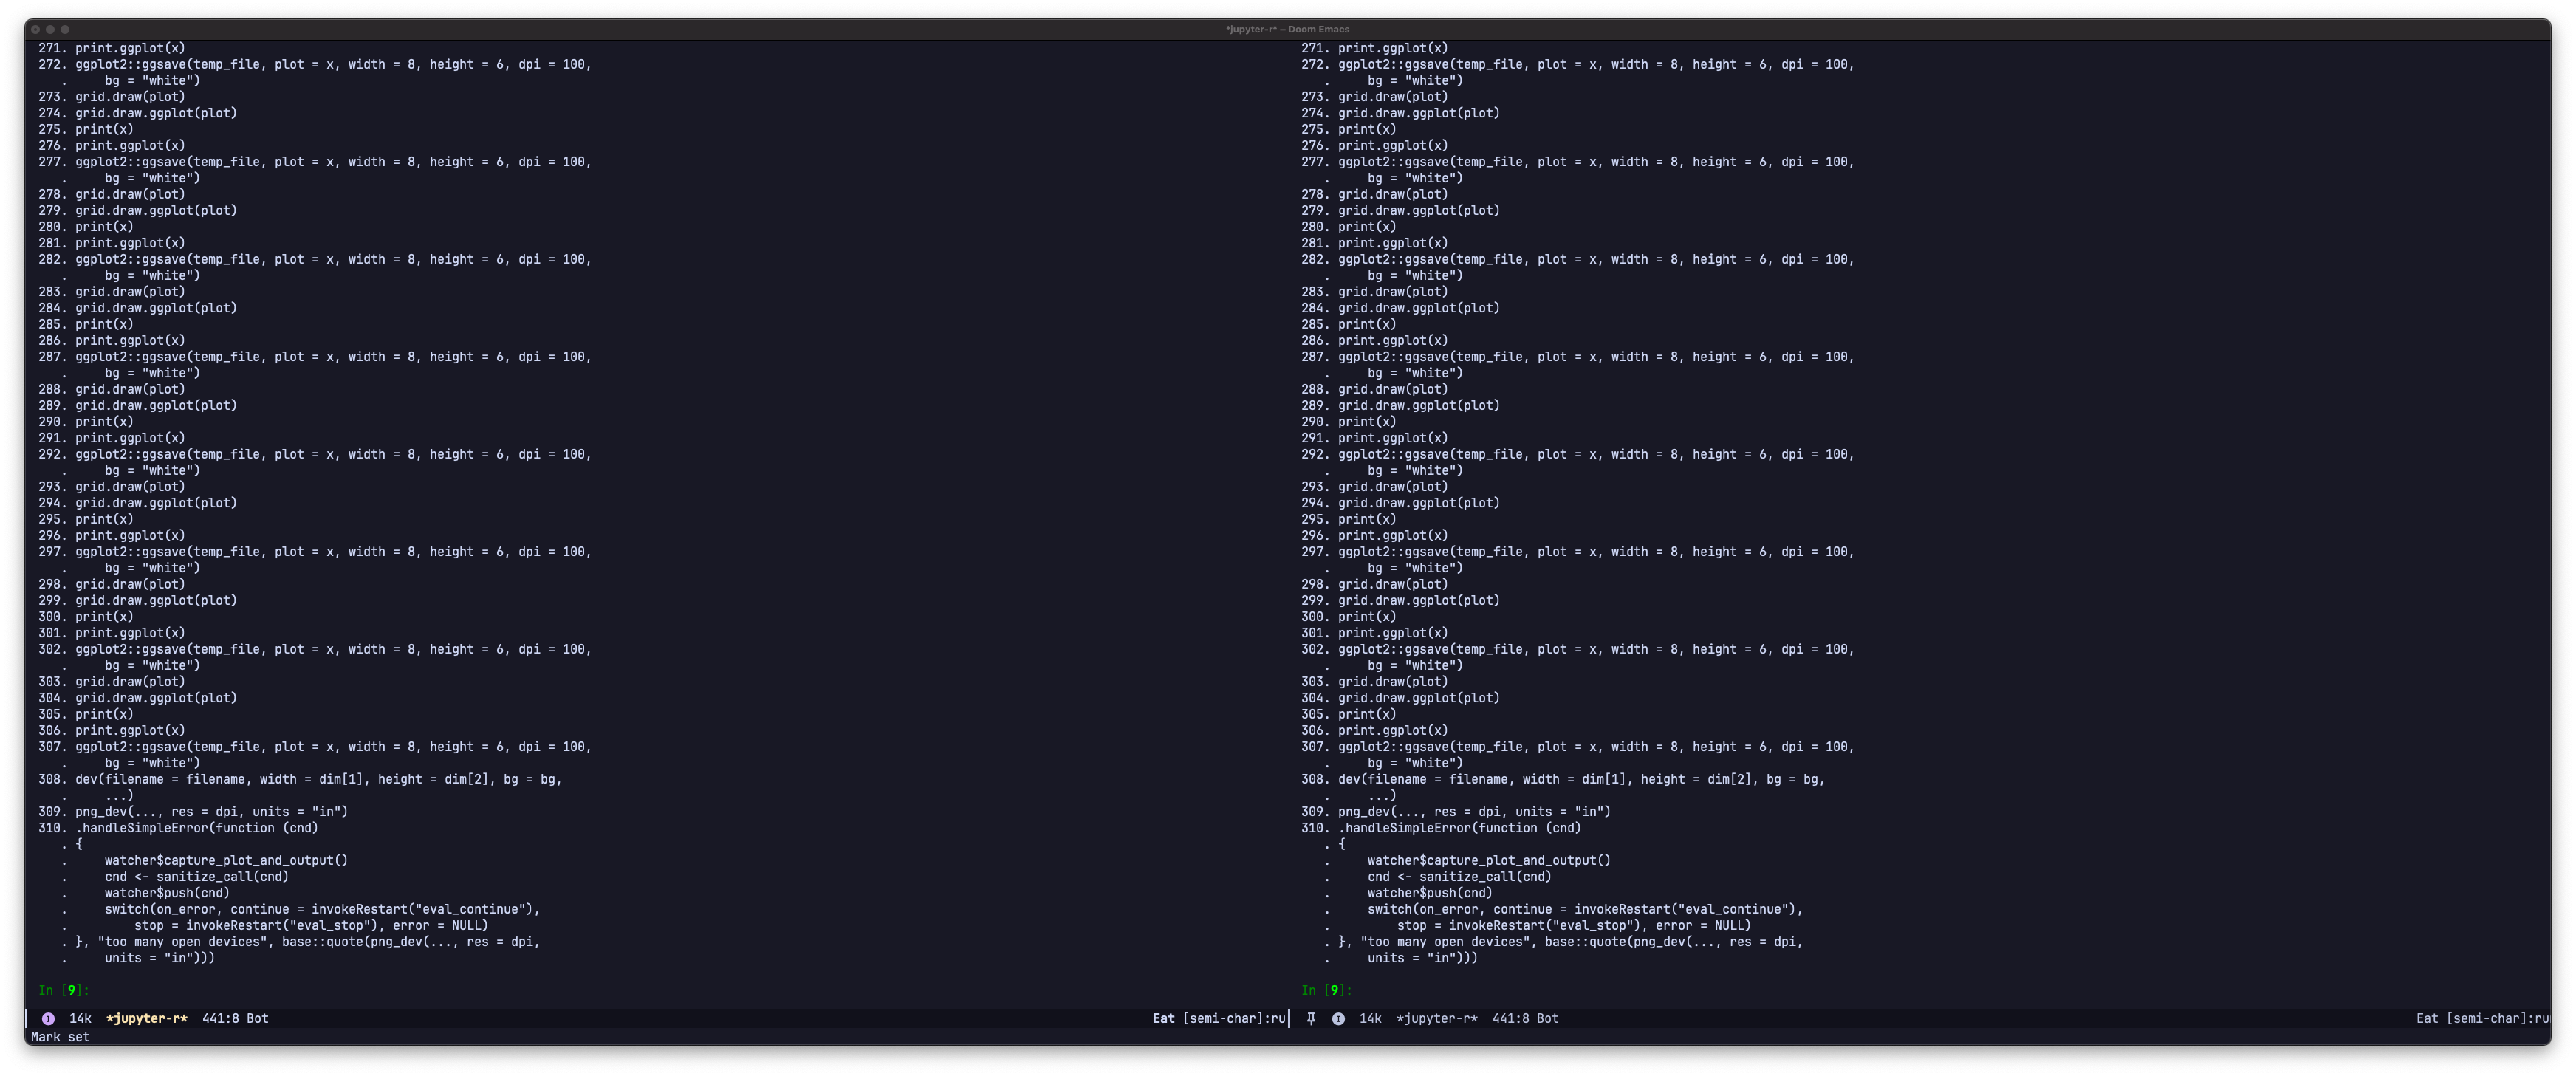 *jupyter-r* – Doom Emacs
271. print.ggplot(x)
272. ggplot2::ggsave(temp_file, plot = x, width = 8, height = 6, dpi = 100,
.     bg = "white")
273. grid.draw(plot)
274. grid.draw.ggplot(plot)
275. print(x)
276. print.ggplot(x)
277. ggplot2::ggsave(temp_file, plot = x, width = 8, height = 6, dpi = 100,
.     bg = "white")
278. grid.draw(plot)
279. grid.draw.ggplot(plot)
280. print(x)
281. print.ggplot(x)
282. ggplot2::ggsave(temp_file, plot = x, width = 8, height = 6, dpi = 100,
.     bg = "white")
283. grid.draw(plot)
284. grid.draw.ggplot(plot)
285. print(x)
286. print.ggplot(x)
287. ggplot2::ggsave(temp_file, plot = x, width = 8, height = 6, dpi = 100,
.     bg = "white")
288. grid.draw(plot)
289. grid.draw.ggplot(plot)
290. print(x)
291. print.ggplot(x)
292. ggplot2::ggsave(temp_file, plot = x, width = 8, height = 6, dpi = 100,
.     bg = "white")
293. grid.draw(plot)
294. grid.draw.ggplot(plot)
295. print(x)
296. print.ggplot(x)
297. ggplot2::ggsave(temp_file, plot = x, width = 8, height = 6, dpi = 100,
.     bg = "white")
298. grid.draw(plot)
299. grid.draw.ggplot(plot)
300. print(x)
301. print.ggplot(x)
302. ggplot2::ggsave(temp_file, plot = x, width = 8, height = 6, dpi = 100,
.     bg = "white")
303. grid.draw(plot)
304. grid.draw.ggplot(plot)
305. print(x)
306. print.ggplot(x)
307. ggplot2::ggsave(temp_file, plot = x, width = 8, height = 6, dpi = 100,
.     bg = "white")
308. dev(filename = filename, width = dim[1], height = dim[2], bg = bg,
.     ...)
309. png_dev(..., res = dpi, units = "in")
310. .handleSimpleError(function (cnd)
. {
.     watcher$capture_plot_and_output()
.     cnd <- sanitize_call(cnd)
.     watcher$push(cnd)
.     switch(on_error, continue = invokeRestart("eval_continue"),
.         stop = invokeRestart("eval_stop"), error = NULL)
. }, "too many open devices", base::quote(png_dev(..., res = dpi,
.     units = "in")))
In [9]:
I 14k *jupyter-r* 441:8 Bot Eat [semi-char]:ru
271. print.ggplot(x)
272. ggplot2::ggsave(temp_file, plot = x, width = 8, height = 6, dpi = 100,
.     bg = "white")
273. grid.draw(plot)
274. grid.draw.ggplot(plot)
275. print(x)
276. print.ggplot(x)
277. ggplot2::ggsave(temp_file, plot = x, width = 8, height = 6, dpi = 100,
.     bg = "white")
278. grid.draw(plot)
279. grid.draw.ggplot(plot)
280. print(x)
281. print.ggplot(x)
282. ggplot2::ggsave(temp_file, plot = x, width = 8, height = 6, dpi = 100,
.     bg = "white")
283. grid.draw(plot)
284. grid.draw.ggplot(plot)
285. print(x)
286. print.ggplot(x)
287. ggplot2::ggsave(temp_file, plot = x, width = 8, height = 6, dpi = 100,
.     bg = "white")
288. grid.draw(plot)
289. grid.draw.ggplot(plot)
290. print(x)
291. print.ggplot(x)
292. ggplot2::ggsave(temp_file, plot = x, width = 8, height = 6, dpi = 100,
.     bg = "white")
293. grid.draw(plot)
294. grid.draw.ggplot(plot)
295. print(x)
296. print.ggplot(x)
297. ggplot2::ggsave(temp_file, plot = x, width = 8, height = 6, dpi = 100,
.     bg = "white")
298. grid.draw(plot)
299. grid.draw.ggplot(plot)
300. print(x)
301. print.ggplot(x)
302. ggplot2::ggsave(temp_file, plot = x, width = 8, height = 6, dpi = 100,
.     bg = "white")
303. grid.draw(plot)
304. grid.draw.ggplot(plot)
305. print(x)
306. print.ggplot(x)
307. ggplot2::ggsave(temp_file, plot = x, width = 8, height = 6, dpi = 100,
.     bg = "white")
308. dev(filename = filename, width = dim[1], height = dim[2], bg = bg,
.     ...)
309. png_dev(..., res = dpi, units = "in")
310. .handleSimpleError(function (cnd)
. {
.     watcher$capture_plot_and_output()
.     cnd <- sanitize_call(cnd)
.     watcher$push(cnd)
.     switch(on_error, continue = invokeRestart("eval_continue"),
.         stop = invokeRestart("eval_stop"), error = NULL)
. }, "too many open devices", base::quote(png_dev(..., res = dpi,
.     units = "in")))
In [9]:
I 14k *jupyter-r* 441:8 Bot Eat [semi-char]:ru
Mark set